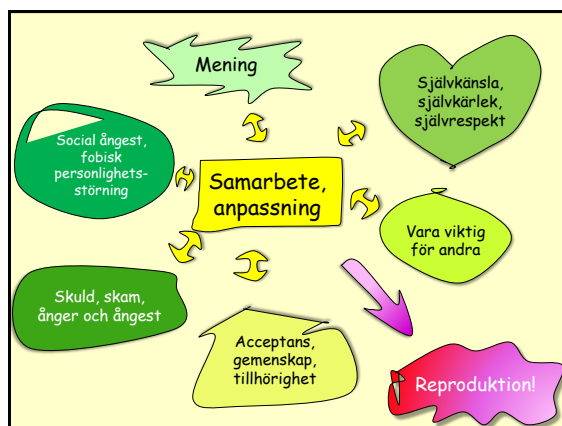 Mening
Självkänsla,
självkärlek,
självrespekt
Social ångest,
fobisk
personlighets-
störning
Samarbete,
anpassning
Vara viktig
för andra
Skuld, skam,
ånger och ångest
Acceptans,
gemenskap,
tillhörighet
Reproduktion!